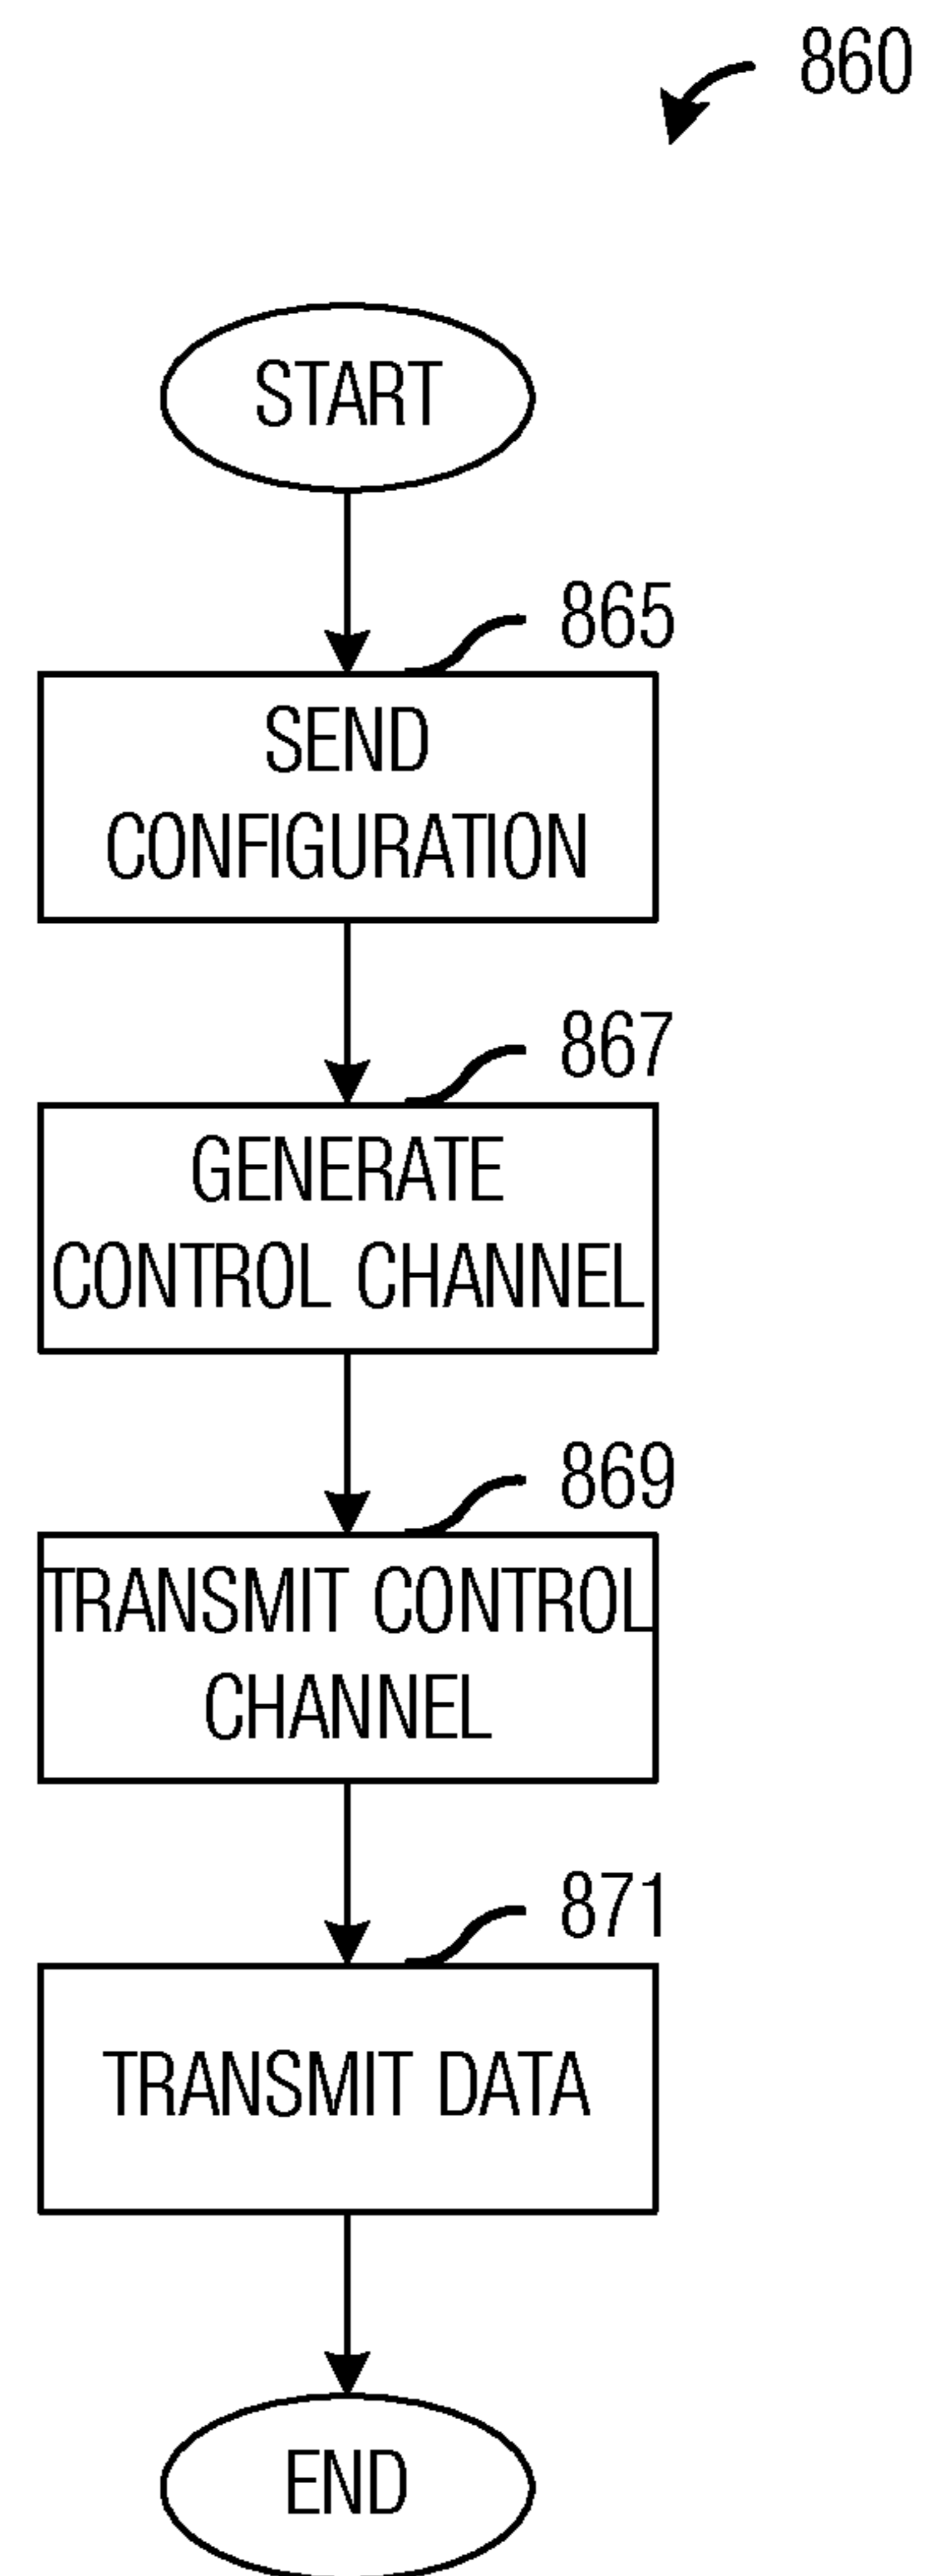 860
START
865
SEND
CONFIGURATION
867
GENERATE
CONTROL CHANNEL
869
TRANSMIT CONTROL
CHANNEL
871
TRANSMIT DATA
END